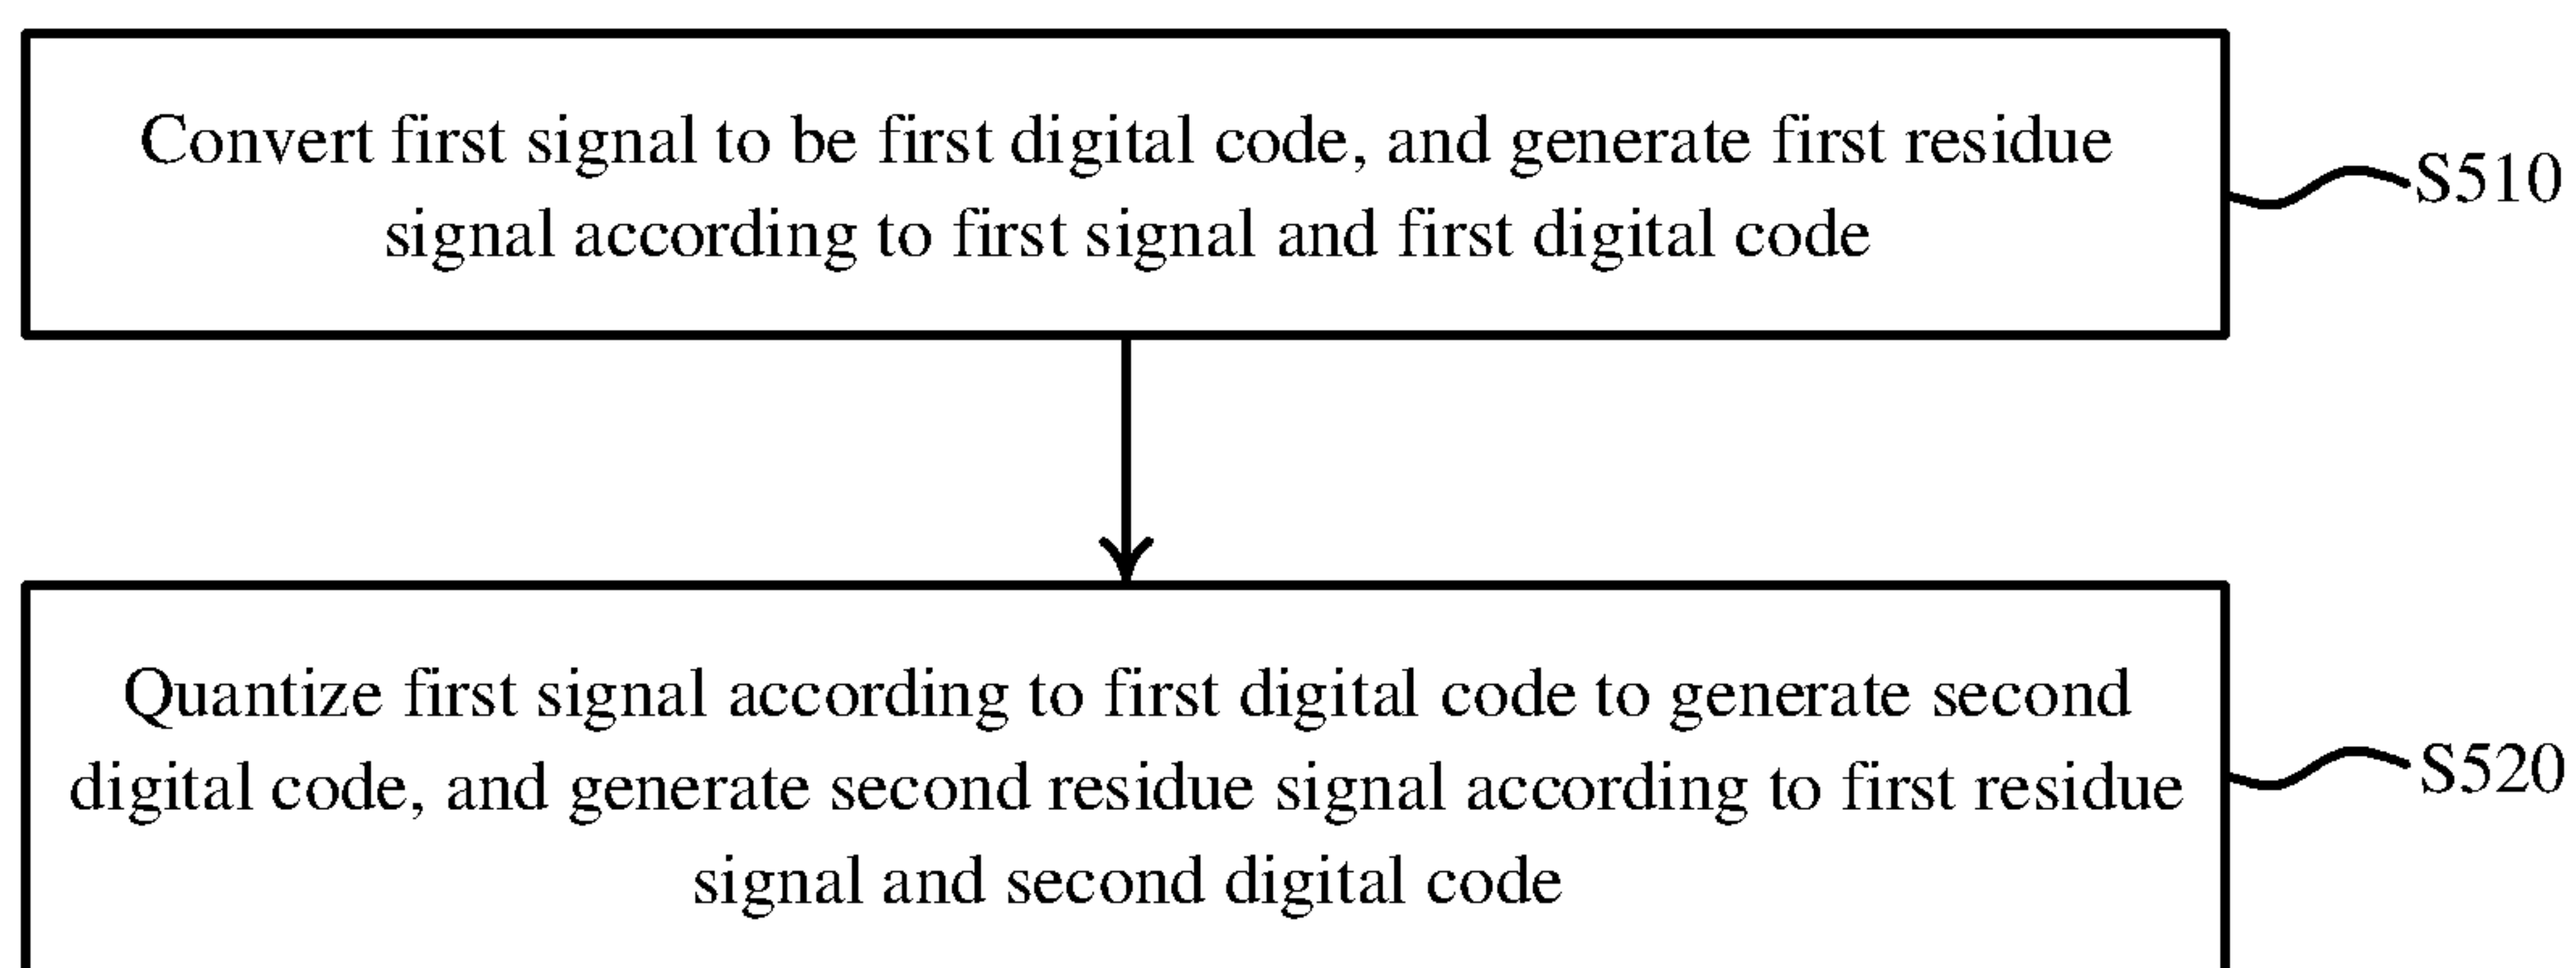 Convert first signal to be first digital code, and generate first residue
signal according to first signal and first digital code
S510
Quantize first signal according to first digital code to generate second
digital code, and generate second residue signal according to first residue
signal and second digital code
S520